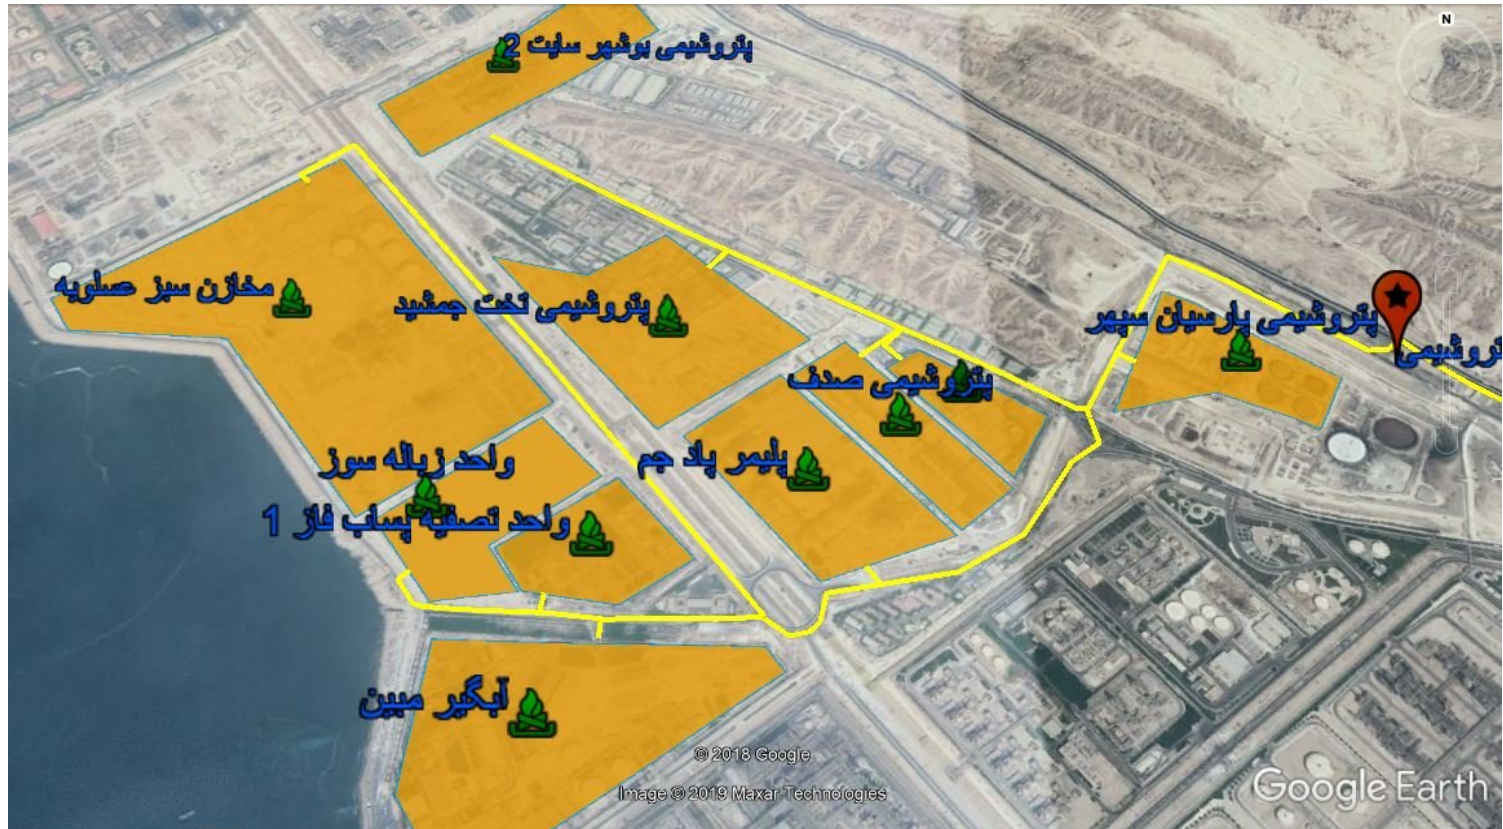 N
پتروشیمی بوشهر سایت 2
مخازن سبز عسلویه
پتروشیمی تخت جمشید
پتروشیمی پارسیان سپهر
پتروشیمی
پتروشیمی صدف
پلیمر پاد جم
واحد زباله سوز
واحد تصفیه پساب فاز 1
آبگیر مبین
© 2018 Google
Image © 2019 Maxar Technologies
Google Earth